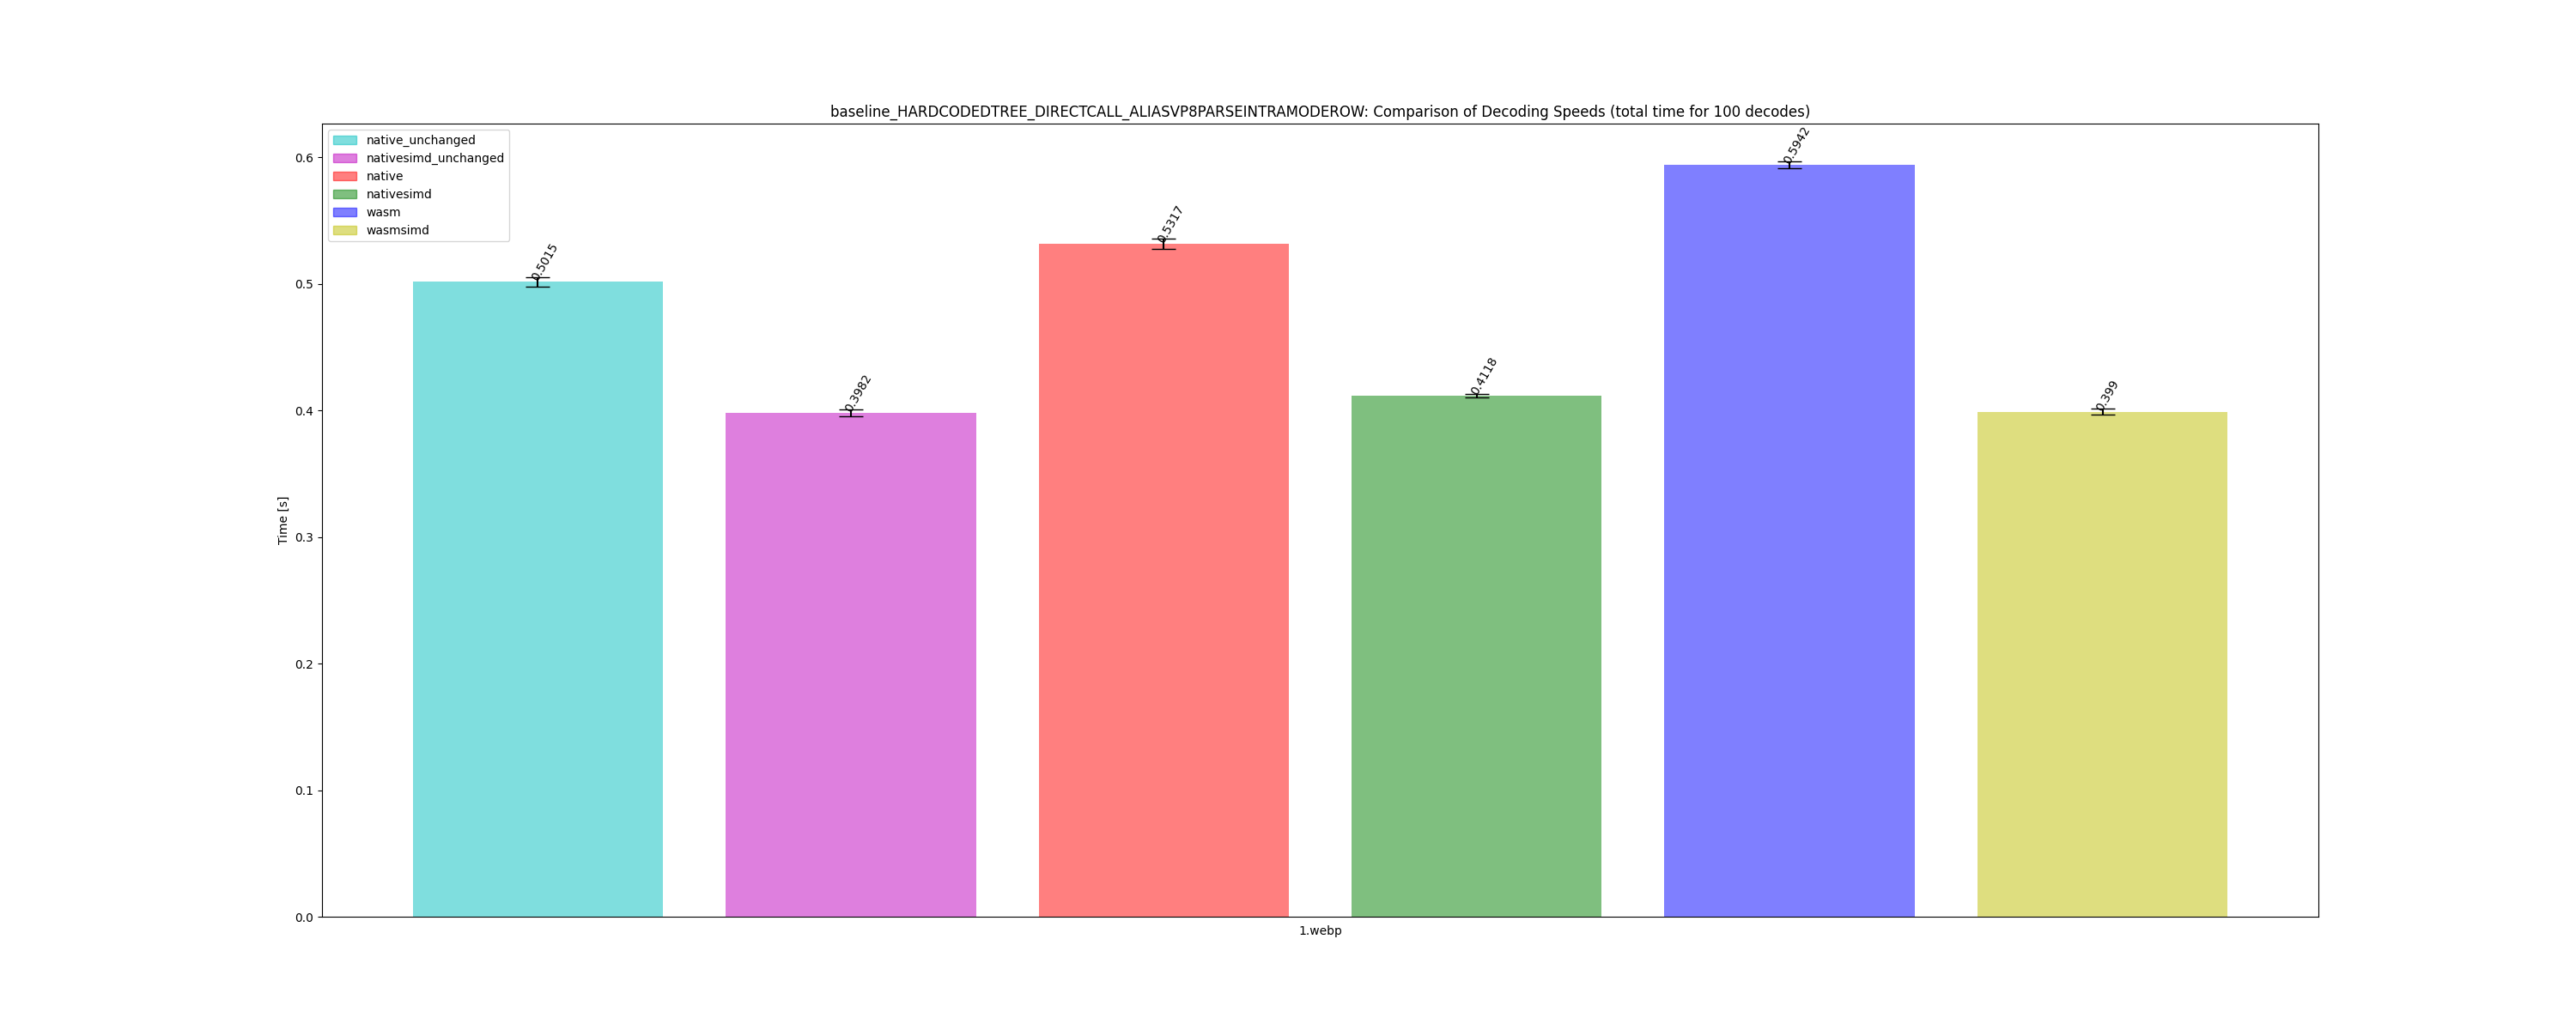 baseline_HARDCODEDTREE_DIRECTCALL_ALIASVP8PARSEINTRAMODEROW: Comparison of Decoding Speeds (total time for 100 decodes)
native_unchanged
nativesimd_unchanged
native
nativesimd
wasm
wasmsimd
0.6
0.5
0.4
0.3
0.2
0.1
0.0
Time [s]
0.5015
0.3982
0.5317
0.4118
0.5942
0.399
1.webp